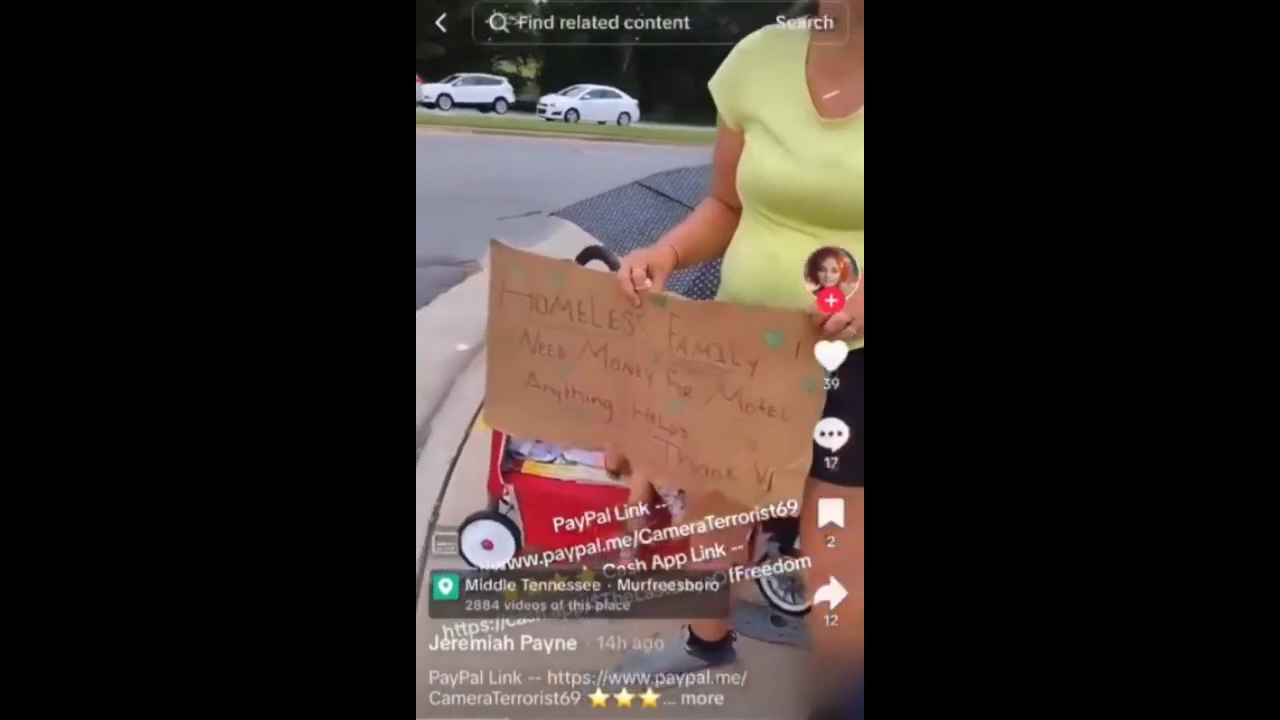 Find related content
Search
HOMELESS FAMILY
NEED MONEY FOR MOTEL
Anything HELPS
Thank
39
17
2
12
PayPal Link --
www.paypal.me/CameraTerrorist69
Cash App Link --
OfFreedom
Middle Tennessee · Murfreesboro
2884 videos of this place
Jeremiah Payne · 14h ago
PayPal Link -- https://www.paypal.me/
CameraTerrorist69 ⭐⭐⭐... more